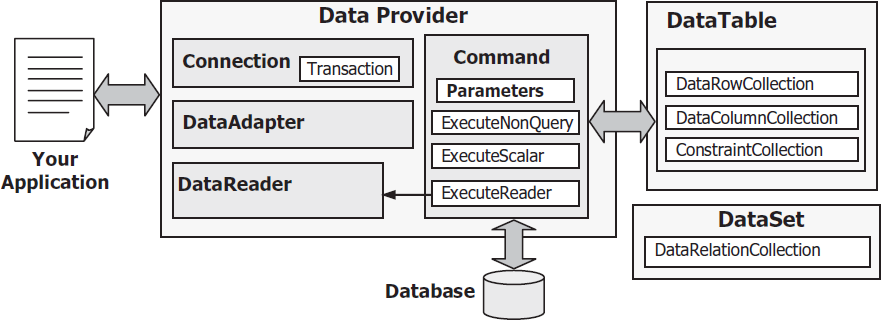 Data Provider
Connection
Transaction
DataAdapter
DataReader
Command
Parameters
ExecuteNonQuery
ExecuteScalar
ExecuteReader
Your
Application
Database
DataTable
DataRowCollection
DataColumnCollection
ConstraintCollection
DataSet
DataRelationCollection